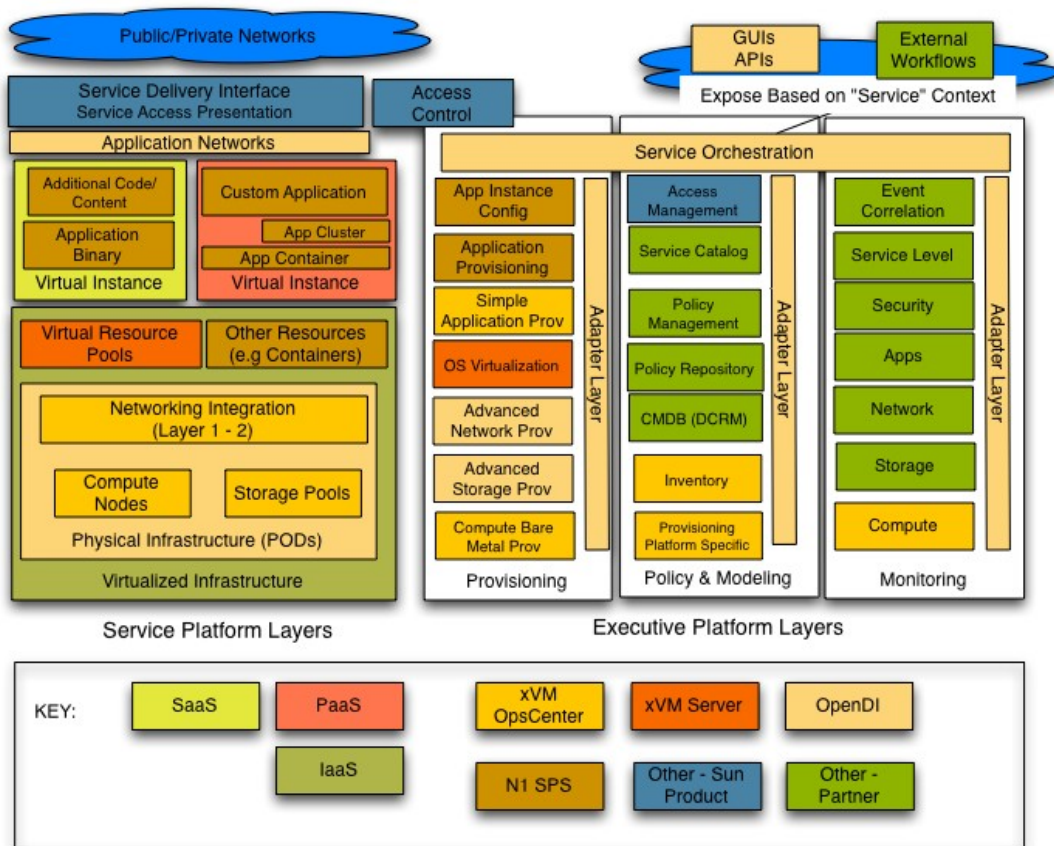 Public/Private Networks
GUIs
APIs
External
Workflows
Expose Based on "Service" Context
Service Delivery Interface
Service Access Presentation
Access
Control
Application Networks
Additional Code/
Content
Application
Binary
Virtual Instance
Custom Application
App Cluster
App Container
Virtual Instance
Virtual Resource
Pools
Other Resources
(e.g Containers)
Networking Integration
(Layer 1 - 2)
Compute
Nodes
Storage Pools
Physical Infrastructure (PODs)
Virtualized Infrastructure
Service Platform Layers
Service Orchestration
App Instance
Config
Application
Provisioning
Simple
Application Prov
OS Virtualization
Advanced
Network Prov
Advanced
Storage Prov
Compute Bare
Metal Prov
Adapter Layer
Provisioning
Access
Management
Service Catalog
Policy
Management
Policy Repository
CMDB (DCRM)
Inventory
Provisioning
Platform Specific
Adapter Layer
Policy & Modeling
Event
Correlation
Service Level
Security
Apps
Network
Storage
Compute
Adapter Layer
Monitoring
Executive Platform Layers
KEY:
SaaS
PaaS
IaaS
xVM
OpsCenter
xVM Server
OpenDI
N1 SPS
Other - Sun
Product
Other -
Partner